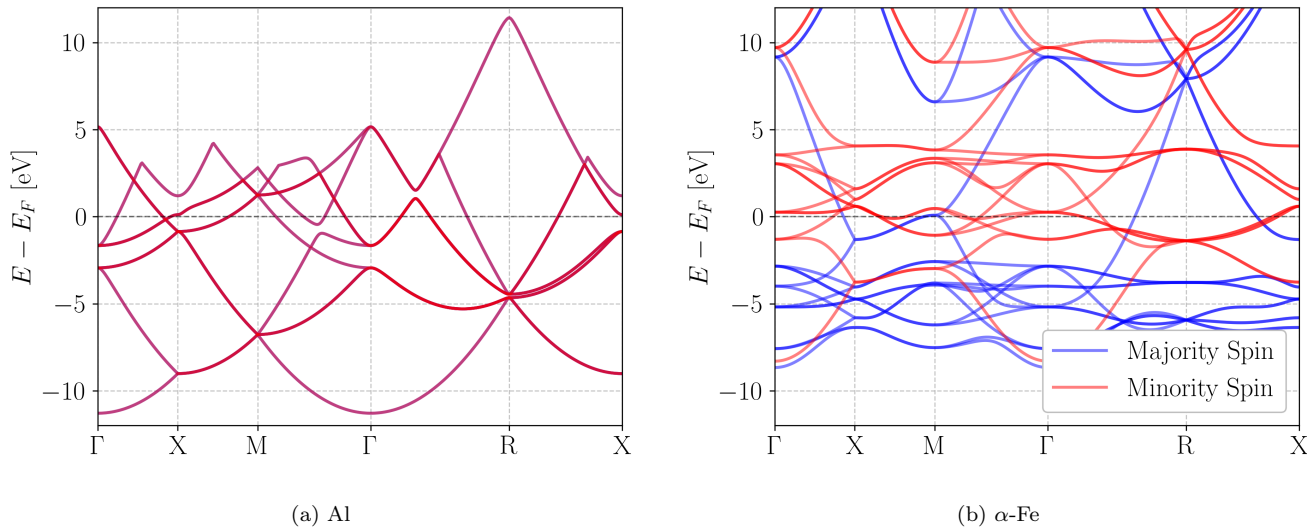 10
5
0
−5
−10
E − E_F [eV]
Γ X M Γ R X
(a) Al
10
5
0
−5
−10
E − E_F [eV]
Γ X M Γ R X
Majority Spin
Minority Spin
(b) α-Fe